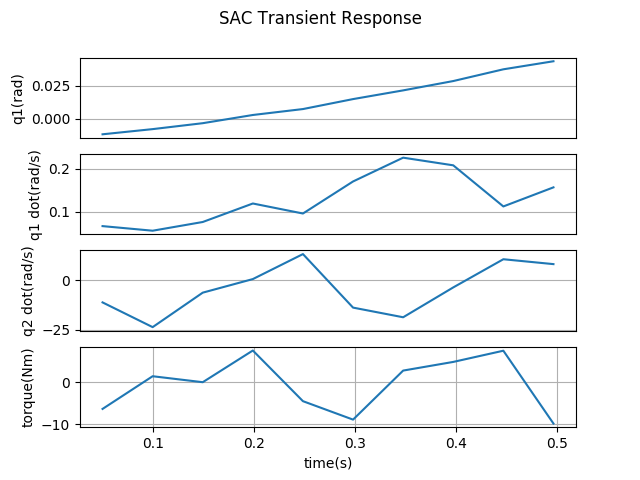 SAC Transient Response
q1(rad)
0.025
0.000
q1 dot(rad/s)
0.2
0.1
q2 dot(rad/s)
0
−25
torque(Nm)
0
−10
0.1 0.2 0.3 0.4 0.5
time(s)